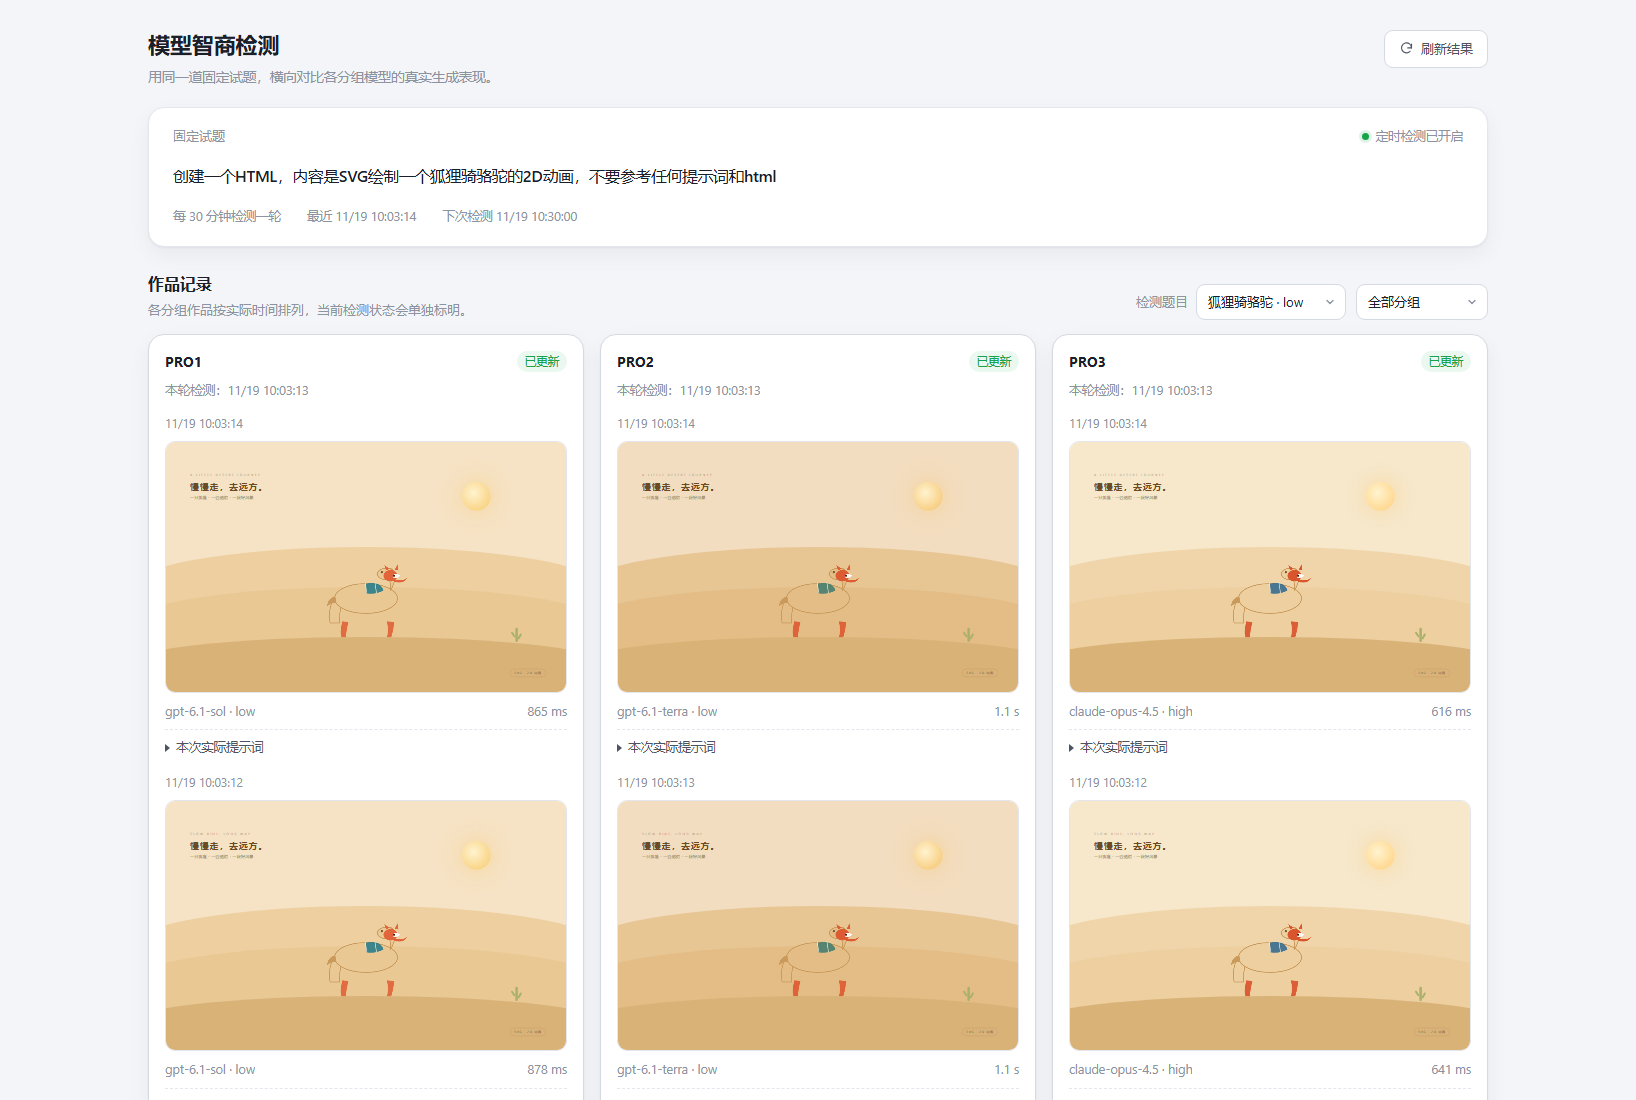 模型智商检测
用同一道固定试题，横向对比各分组模型的真实生成表现。
刷新结果
固定试题
定时检测已开启
创建一个HTML，内容是SVG绘制一个狐狸骑骆驼的2D动画，不要参考任何提示词和html
每 30 分钟检测一轮 最近 11/19 10:03:14 下次检测 11/19 10:30:00
作品记录
各分组作品按实际时间排列，当前检测状态会单独标明。
检测题目 狐狸骑骆驼 · low 全部分组
PRO1 已更新
本轮检测：11/19 10:03:13
11/19 10:03:14
慢慢走，去远方。
gpt-6.1-sol · low 865 ms
本次实际提示词
11/19 10:03:12
慢慢走，去远方。
gpt-6.1-sol · low 878 ms
PRO2 已更新
本轮检测：11/19 10:03:13
11/19 10:03:14
慢慢走，去远方。
gpt-6.1-terra · low 1.1 s
本次实际提示词
11/19 10:03:13
慢慢走，去远方。
gpt-6.1-terra · low 1.1 s
PRO3 已更新
本轮检测：11/19 10:03:13
11/19 10:03:14
慢慢走，去远方。
claude-opus-4.5 · high 616 ms
本次实际提示词
11/19 10:03:12
慢慢走，去远方。
claude-opus-4.5 · high 641 ms